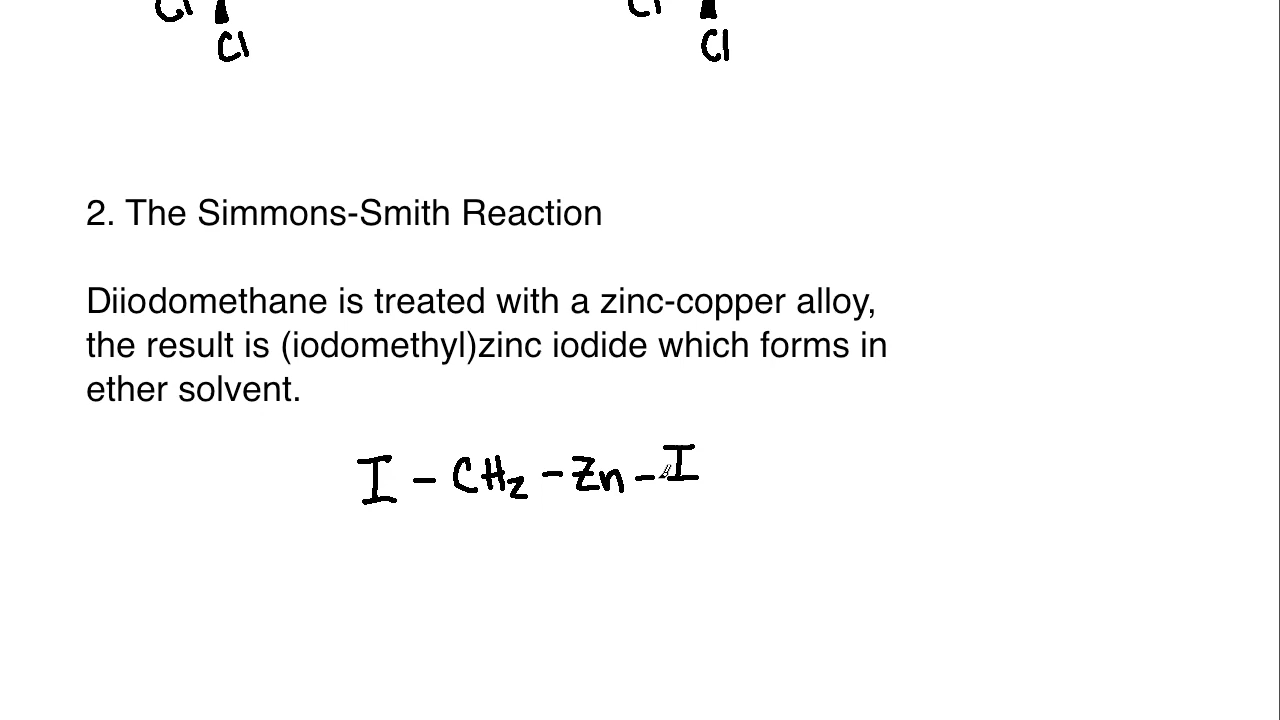 Cl Cl
Cl Cl
2. The Simmons-Smith Reaction
Diiodomethane is treated with a zinc-copper alloy,
the result is (iodomethyl)zinc iodide which forms in
ether solvent.
I - CH₂ - Zn - I